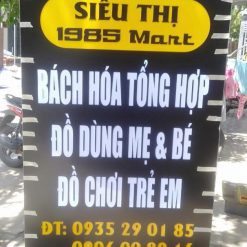 SIÊU THỊ
1985 Mart
BÁCH HÓA TỔNG HỢP
ĐỒ DÙNG MẸ & BÉ
ĐỒ CHƠI TRẺ EM
ĐT: 0935 29 01 85